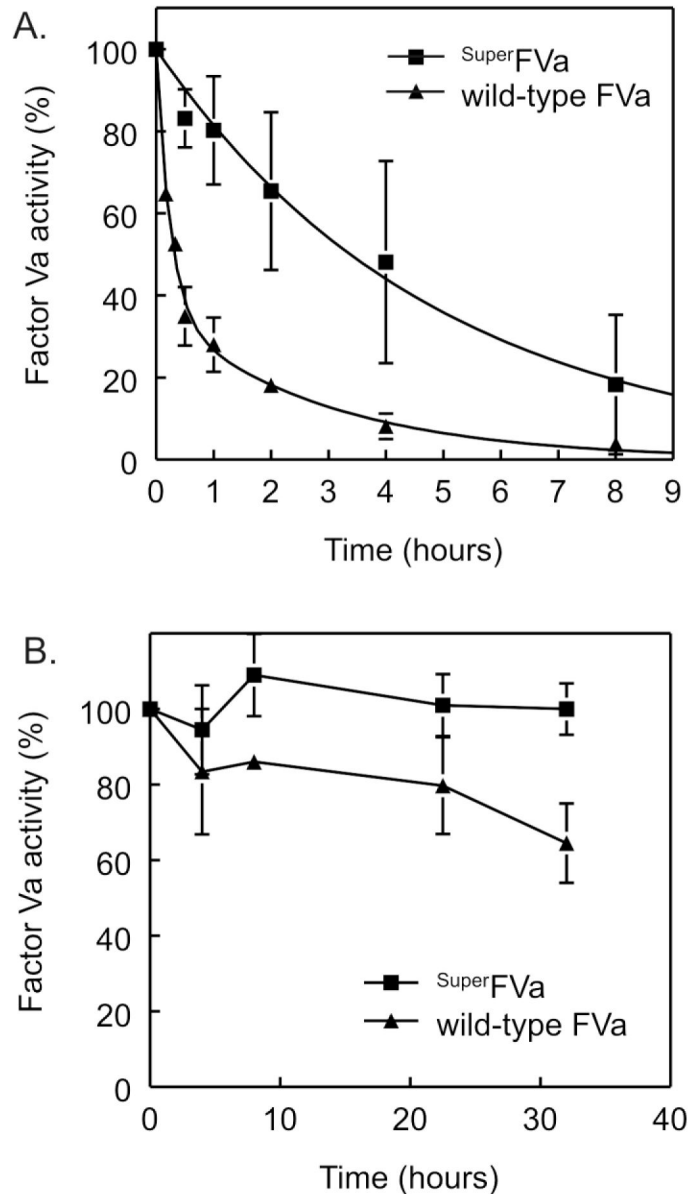 A.
Factor Va activity (%)
100
80
60
40
20
0
SuperFVa
wild-type FVa
0 1 2 3 4 5 6 7 8 9
Time (hours)
B.
Factor Va activity (%)
100
80
60
40
20
0
SuperFVa
wild-type FVa
0 10 20 30 40
Time (hours)